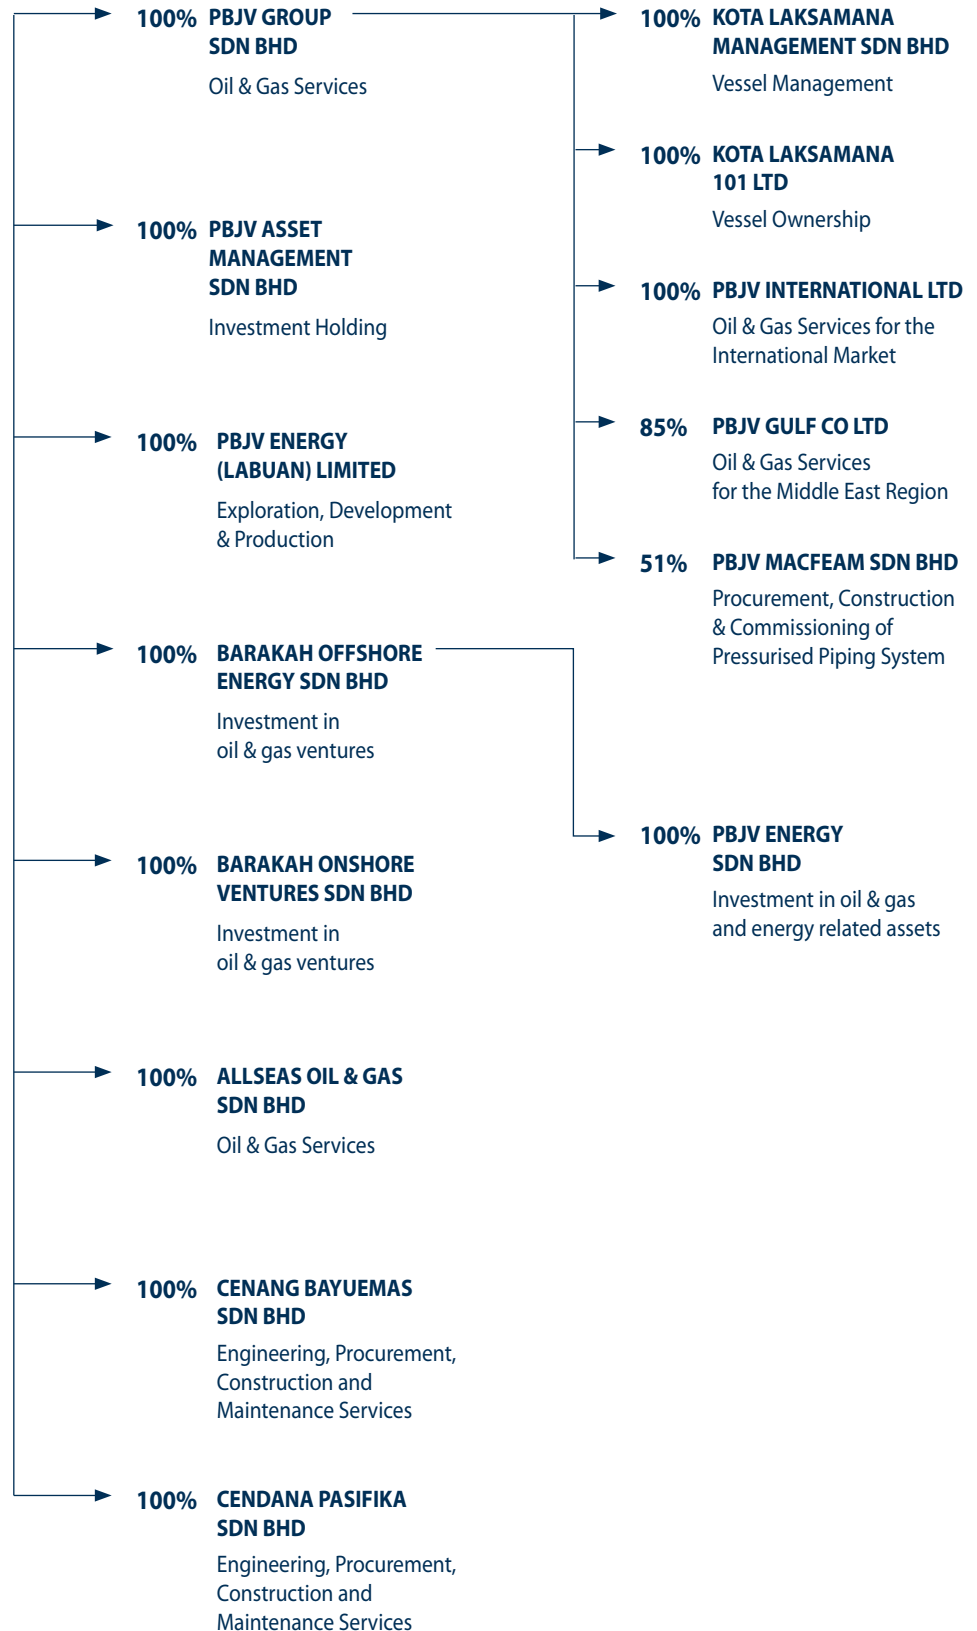 100% PBJV GROUP
SDN BHD
Oil & Gas Services
100% PBJV ASSET
MANAGEMENT
SDN BHD
Investment Holding
100% PBJV ENERGY
(LABUAN) LIMITED
Exploration, Development
& Production
100% BARAKAH OFFSHORE
ENERGY SDN BHD
Investment in
oil & gas ventures
100% BARAKAH ONSHORE
VENTURES SDN BHD
Investment in
oil & gas ventures
100% ALLSEAS OIL & GAS
SDN BHD
Oil & Gas Services
100% CENANG BAYUEMAS
SDN BHD
Engineering, Procurement,
Construction and
Maintenance Services
100% CENDANA PASIFIKA
SDN BHD
Engineering, Procurement,
Construction and
Maintenance Services
100% KOTA LAKSAMANA
MANAGEMENT SDN BHD
Vessel Management
100% KOTA LAKSAMANA
101 LTD
Vessel Ownership
100% PBJV INTERNATIONAL LTD
Oil & Gas Services for the
International Market
85% PBJV GULF CO LTD
Oil & Gas Services
for the Middle East Region
51% PBJV MACFEAM SDN BHD
Procurement, Construction
& Commissioning of
Pressurised Piping System
100% PBJV ENERGY
SDN BHD
Investment in oil & gas
and energy related assets